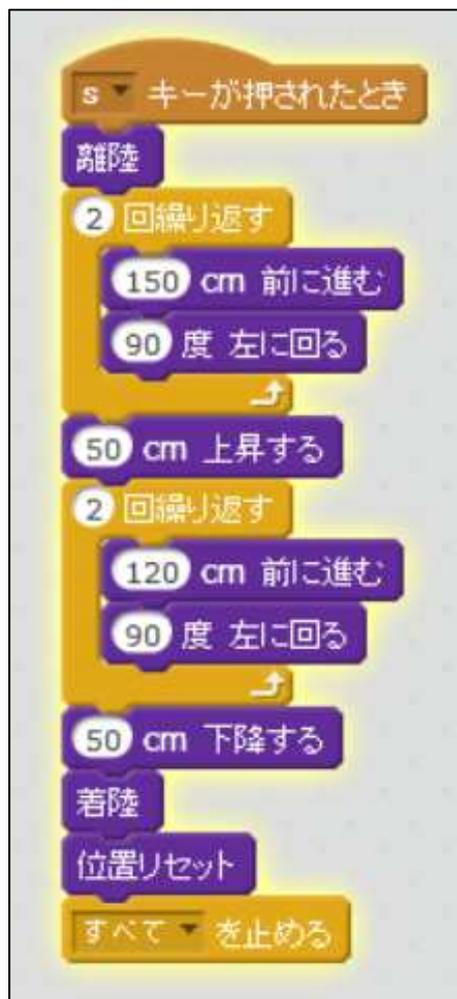 s キーが押されたとき
離陸
2 回繰り返す
150 cm 前に進む
90 度 左に回る
50 cm 上昇する
2 回繰り返す
120 cm 前に進む
90 度 左に回る
50 cm 下降する
着陸
位置リセット
すべて を止める